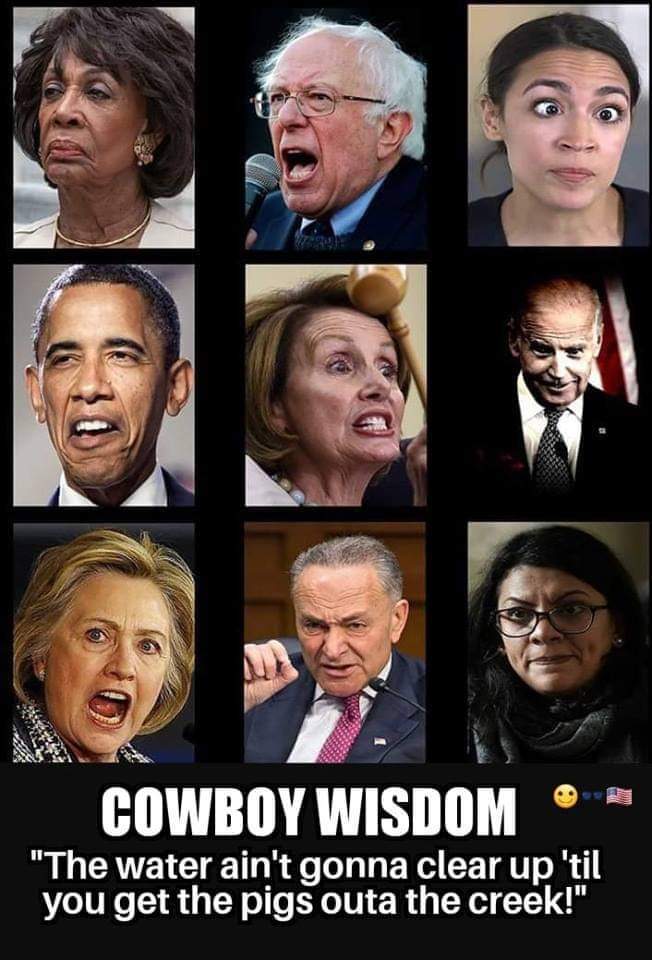 COWBOY WISDOM 🙂🕶️🇺🇸
"The water ain't gonna clear up 'til
you get the pigs outa the creek!"